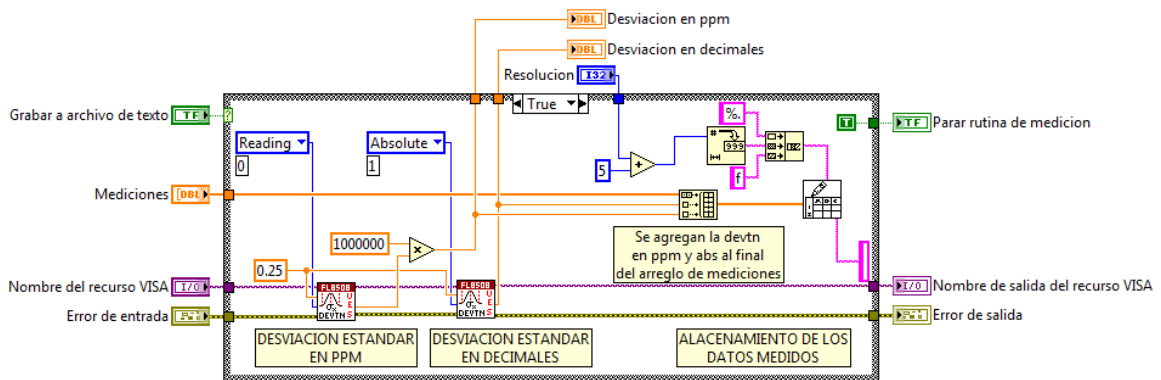 DBL Desviacion en ppm
DBL Desviacion en decimales
Resolucion I32
True
Grabar a archivo de texto TF
?
Reading
0
Absolute
1
%.
999
5
+
f
T
TF Parar rutina de medicion
Mediciones [DBL]
1000000
×
0.25
Se agregan la devtn
en ppm y abs al final
del arreglo de mediciones
Nombre del recurso VISA I/O
FL8508
DEVTN
FL8508
DEVTN
I/O Nombre de salida del recurso VISA
Error de entrada
Error de salida
DESVIACION ESTANDAR
EN PPM
DESVIACION ESTANDAR
EN DECIMALES
ALACENAMIENTO DE LOS
DATOS MEDIDOS